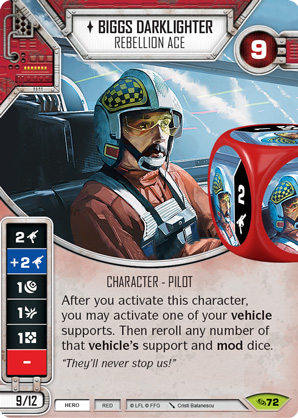 BIGGS DARKLIGHTER
REBELLION ACE
9
2
2
+2
1
1
1
–
CHARACTER - PILOT
After you activate this character,
you may activate one of your vehicle
supports. Then reroll any number of
that vehicle's support and mod dice.
“They'll never stop us!”
9/12
HERO
RED
© LFL © FFG
Cristi Balanescu
72